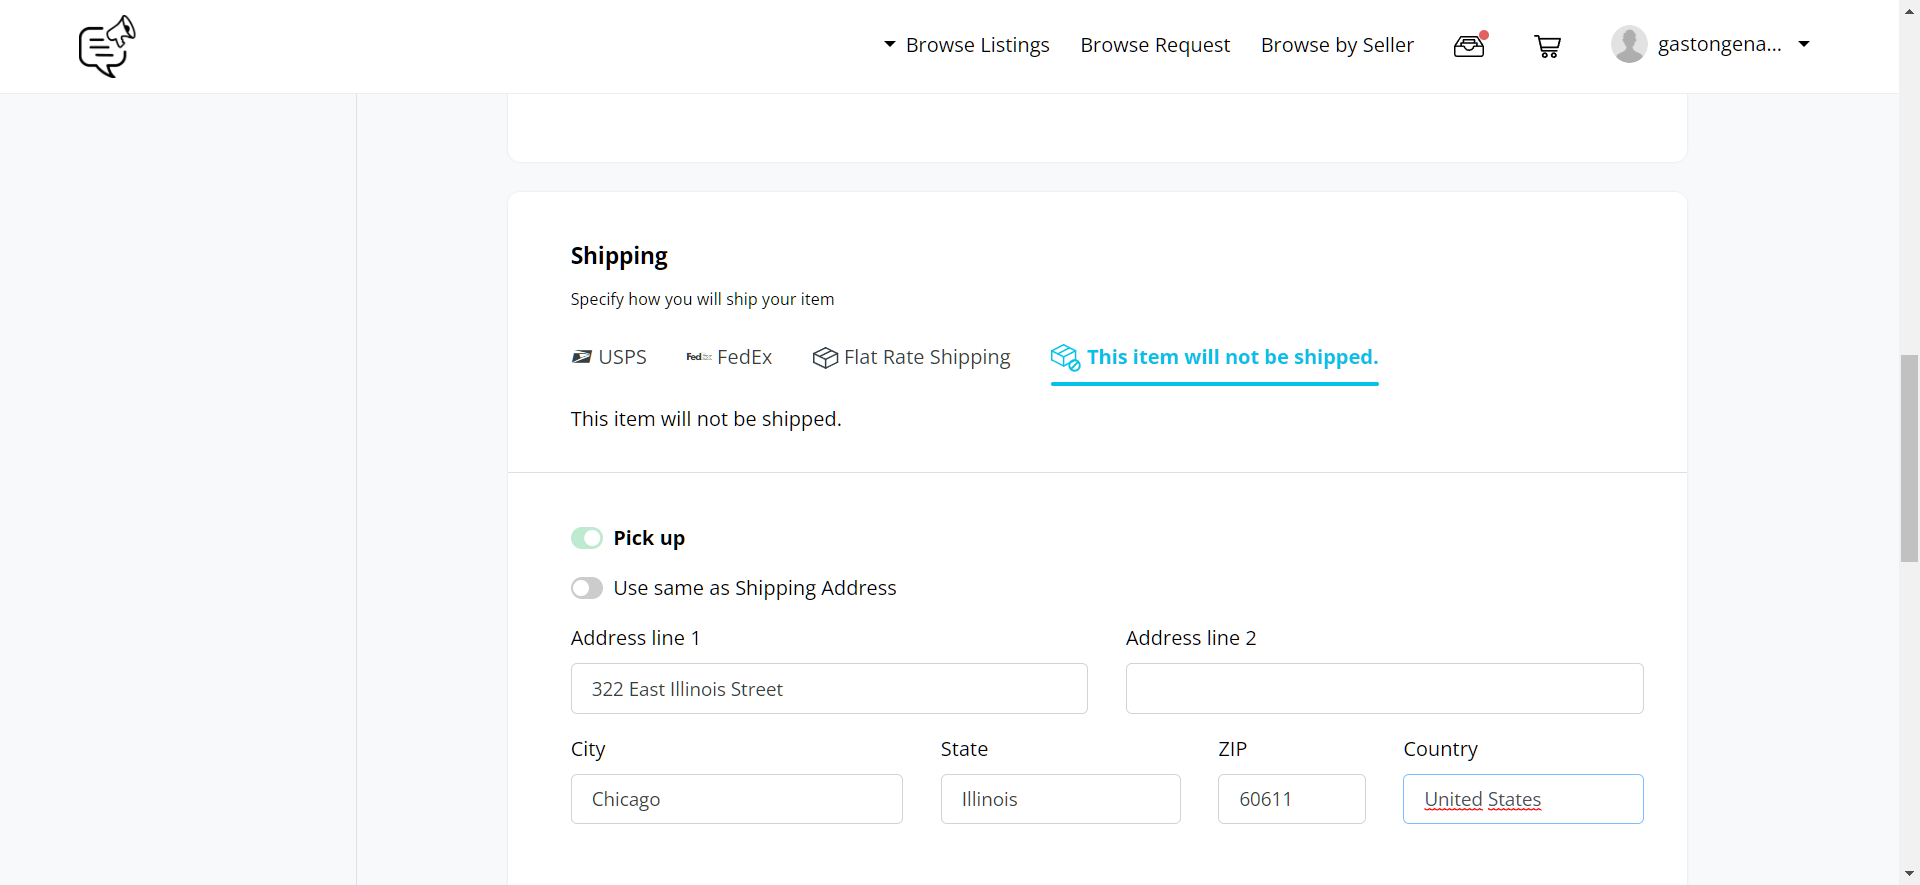 Browse Listings Browse Request Browse by Seller gastongena...
Shipping
Specify how you will ship your item
USPS FedEx FedEx Flat Rate Shipping This item will not be shipped.
This item will not be shipped.
Pick up
Use same as Shipping Address
Address line 1 Address line 2
322 East Illinois Street
City State ZIP Country
Chicago Illinois 60611 United States